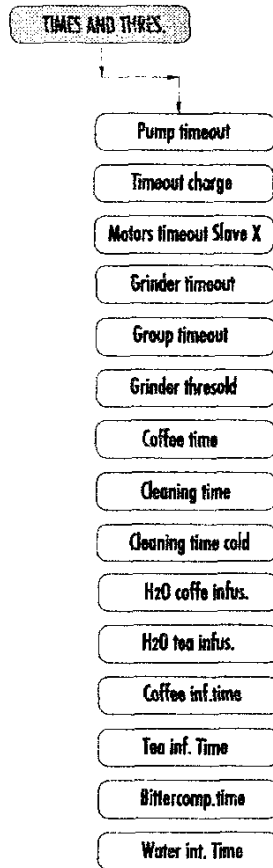 TIMES AND THRES.
Pump timeout
Timeout charge
Motors timeout Slave X
Grinder timeout
Group timeout
Grinder thresold
Coffee time
Cleaning time
Cleaning time cold
H2O coffe infus.
H2O tea infus.
Coffee inf.time
Tea inf. Time
Bittercomp.time
Water int. Time